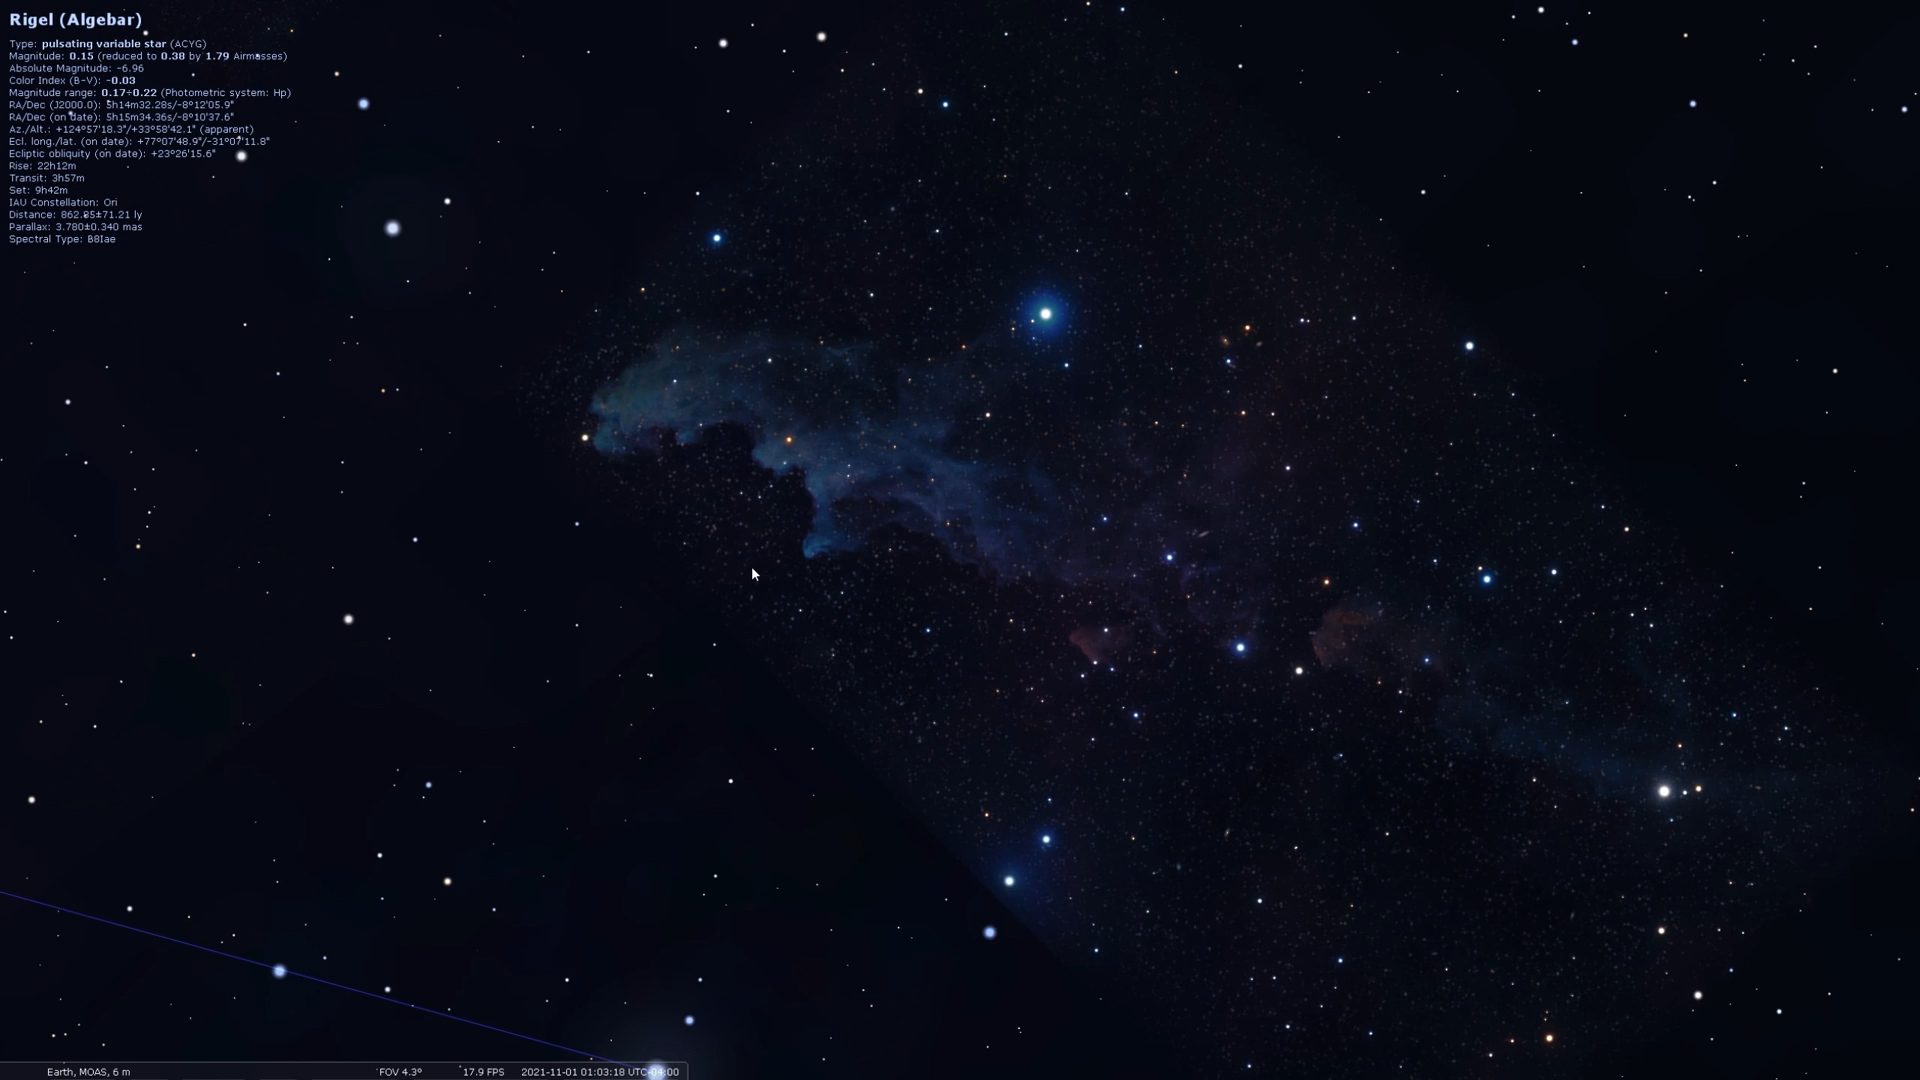 Rigel (Algebar)
Type: pulsating variable star (ACYG)
Magnitude: 0.15 (reduced to 0.38 by 1.79 Airmasses)
Absolute Magnitude: -6.96
Color Index (B-V): -0.03
Magnitude range: 0.17÷0.22 (Photometric system: Hp)
RA/Dec (J2000.0): 5h14m32.28s/-8°12'05.9"
RA/Dec (on date): 5h15m34.36s/-8°10'37.6"
Az./Alt.: +124°57'18.3"/+33°58'42.1" (apparent)
Ecl. long./lat. (on date): +77°07'48.9"/-31°07'11.8"
Ecliptic obliquity (on date): +23°26'15.6"
Rise: 22h12m
Transit: 3h57m
Set: 9h42m
IAU Constellation: Ori
Distance: 862.85±71.21 ly
Parallax: 3.780±0.340 mas
Spectral Type: B8Iae
Earth, MOAS, 6 m FOV 4.3° 17.9 FPS 2021-11-01 01:03:18 UTC-04:00